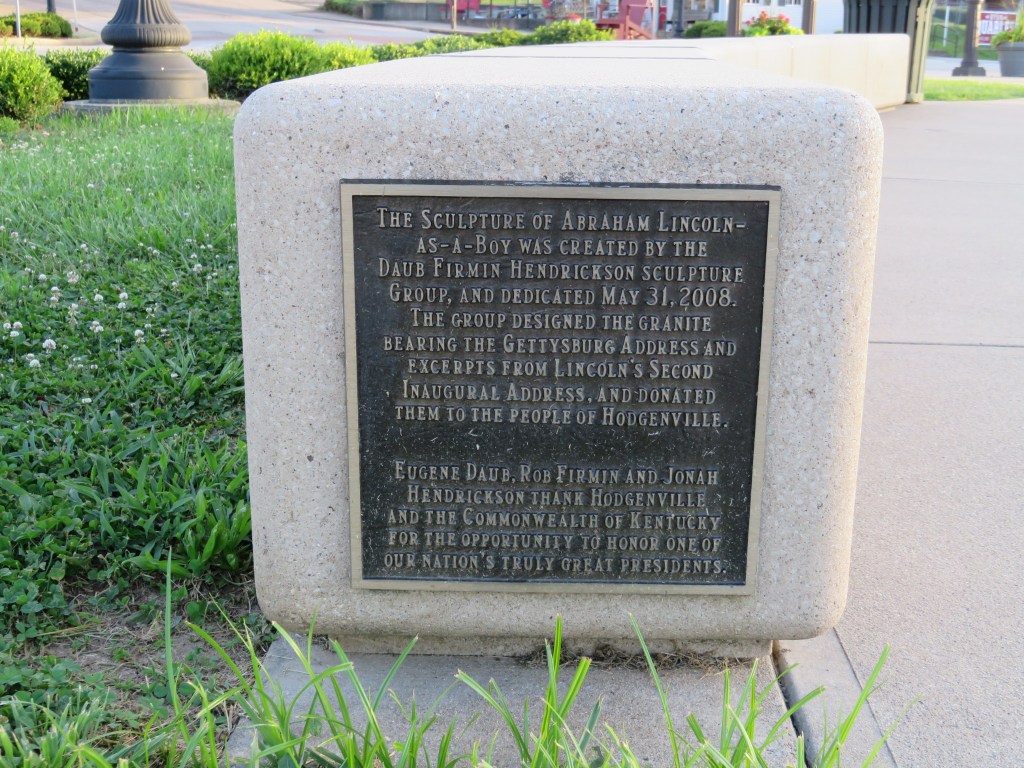 The Sculpture of Abraham Lincoln-
as-a-Boy was created by the
Daub Firmin Hendrickson sculpture
Group, and dedicated May 31, 2008.
The group designed the granite
bearing the Gettysburg Address and
excerpts from Lincoln's Second
Inaugural Address, and donated
them to the people of Hodgenville.
Eugene Daub, Rob Firmin and Jonah
Hendrickson thank Hodgenville
and the Commonwealth of Kentucky
for the opportunity to honor one of
our nation's truly great presidents.